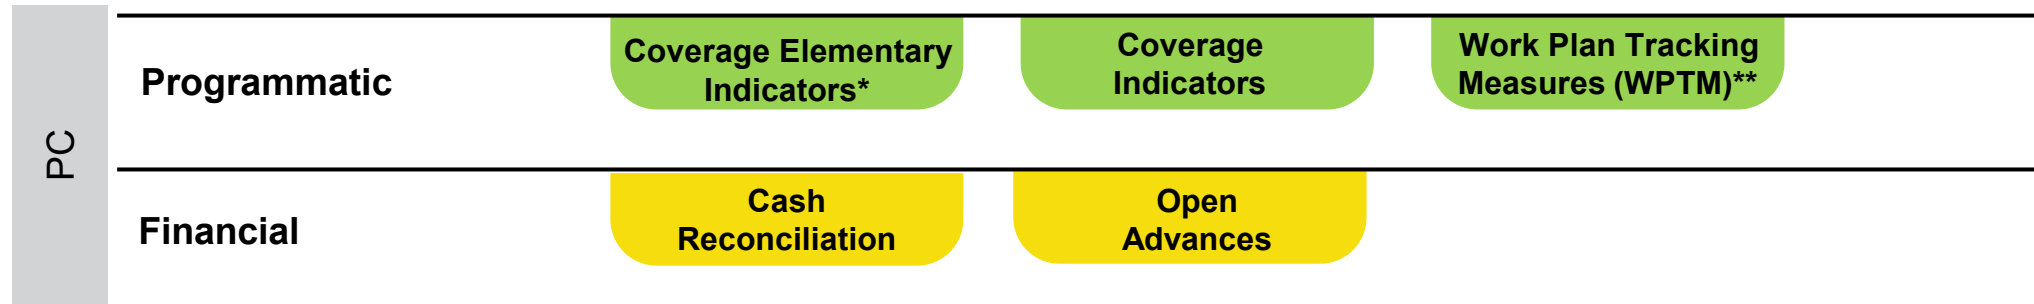 PC
Programmatic
Coverage Elementary
Indicators*
Coverage
Indicators
Work Plan Tracking
Measures (WPTM)**
Financial
Cash
Reconciliation
Open
Advances